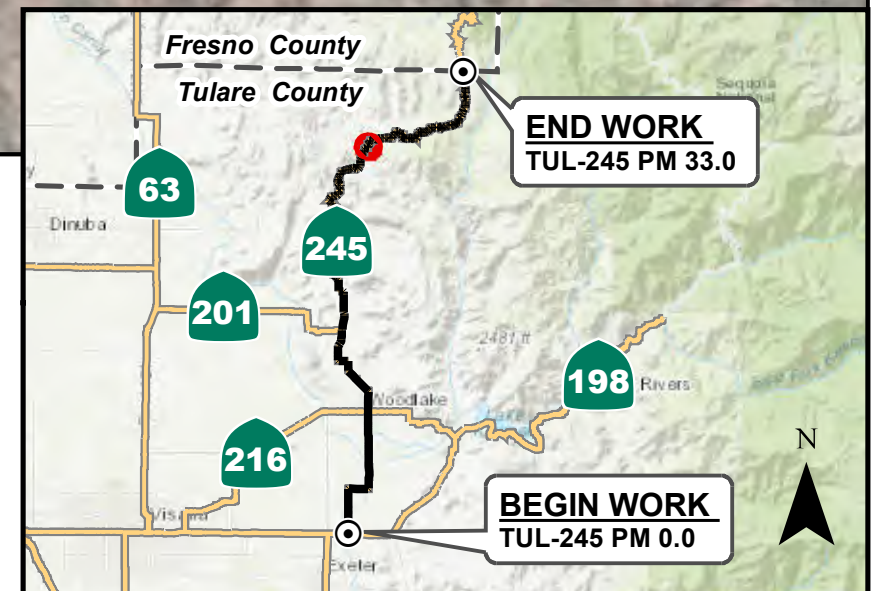 Fresno County
Tulare County
END WORK
TUL-245 PM 33.0
63
Dinuba
245
201
2481 ft
198
Rivers
Woodlake
Lake
216
N
BEGIN WORK
TUL-245 PM 0.0
Visalia
Exeter